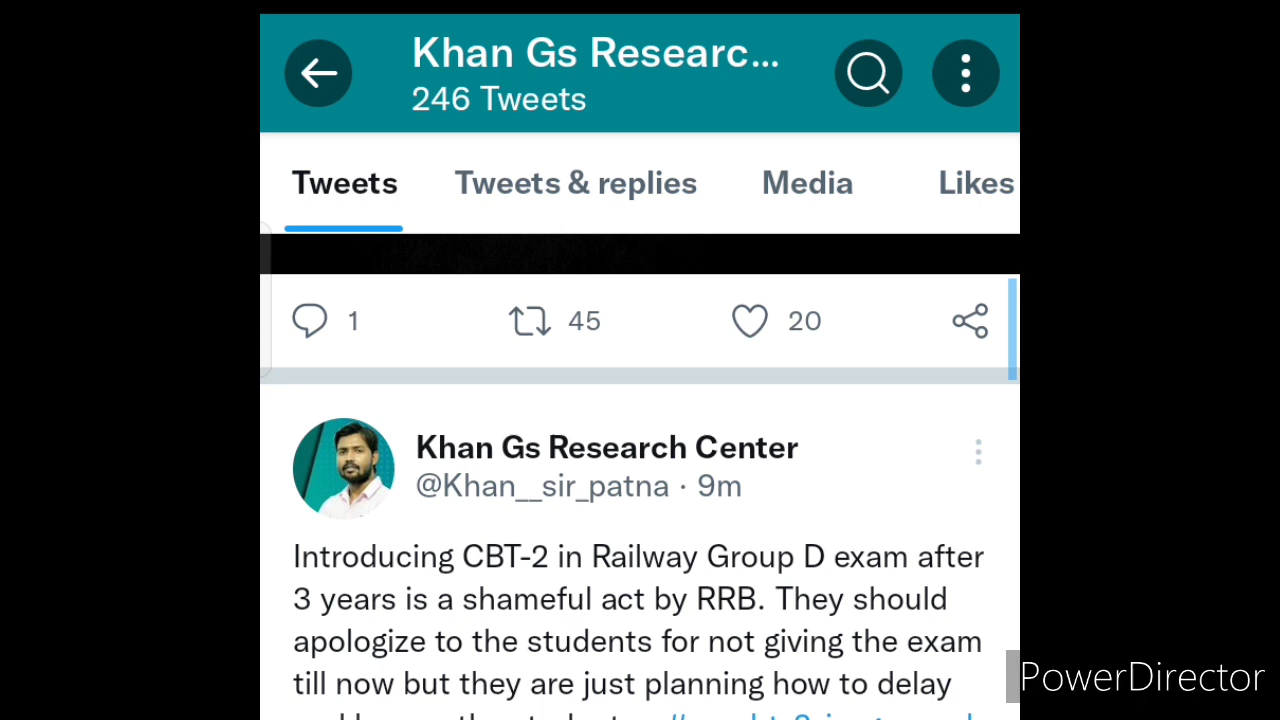 Khan Gs Researc...
246 Tweets
Tweets
Tweets & replies
Media
Likes
1
45
20
Khan Gs Research Center
@Khan__sir_patna · 9m
Introducing CBT-2 in Railway Group D exam after
3 years is a shameful act by RRB. They should
apologize to the students for not giving the exam
till now but they are just planning how to delay
PowerDirector